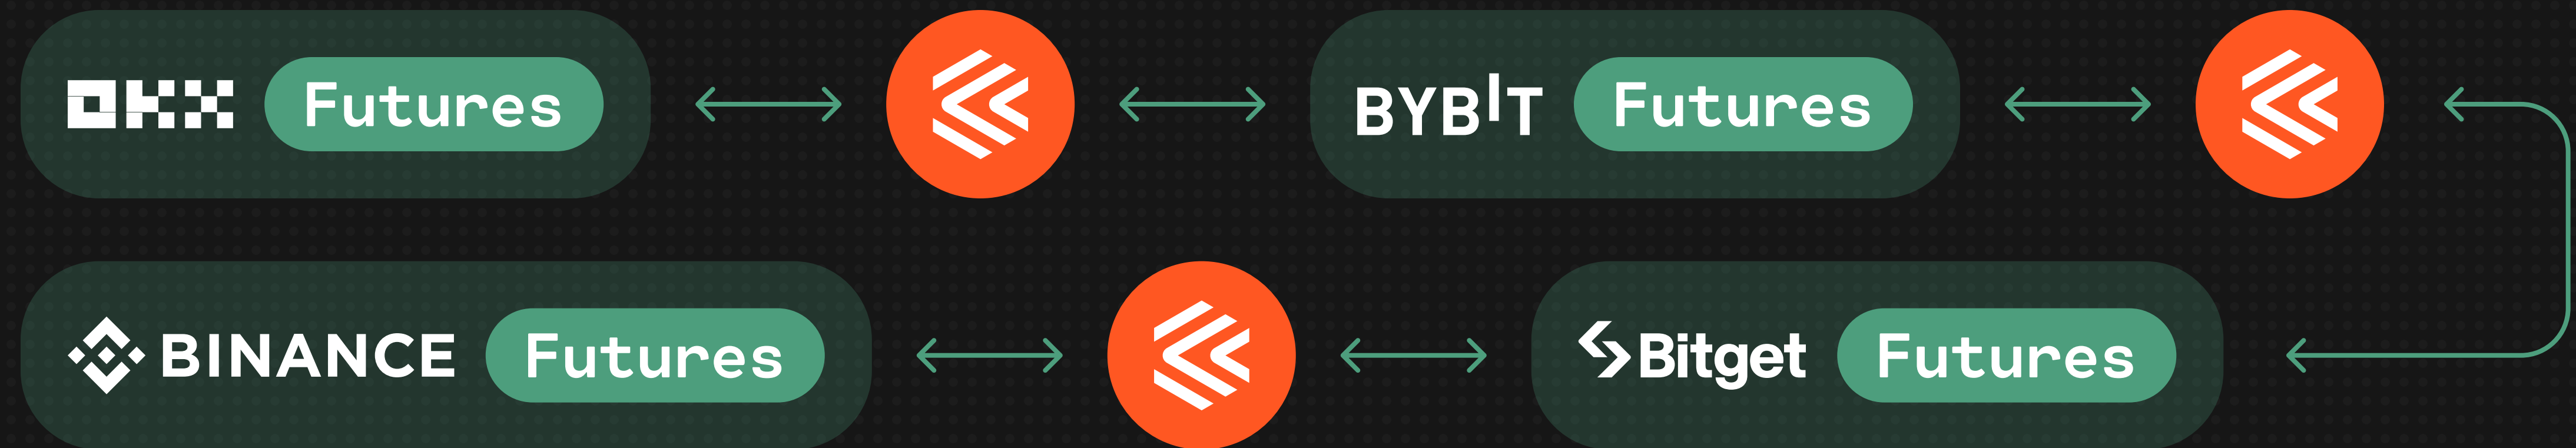 OKX Futures
BYBIT Futures
BINANCE Futures
Bitget Futures